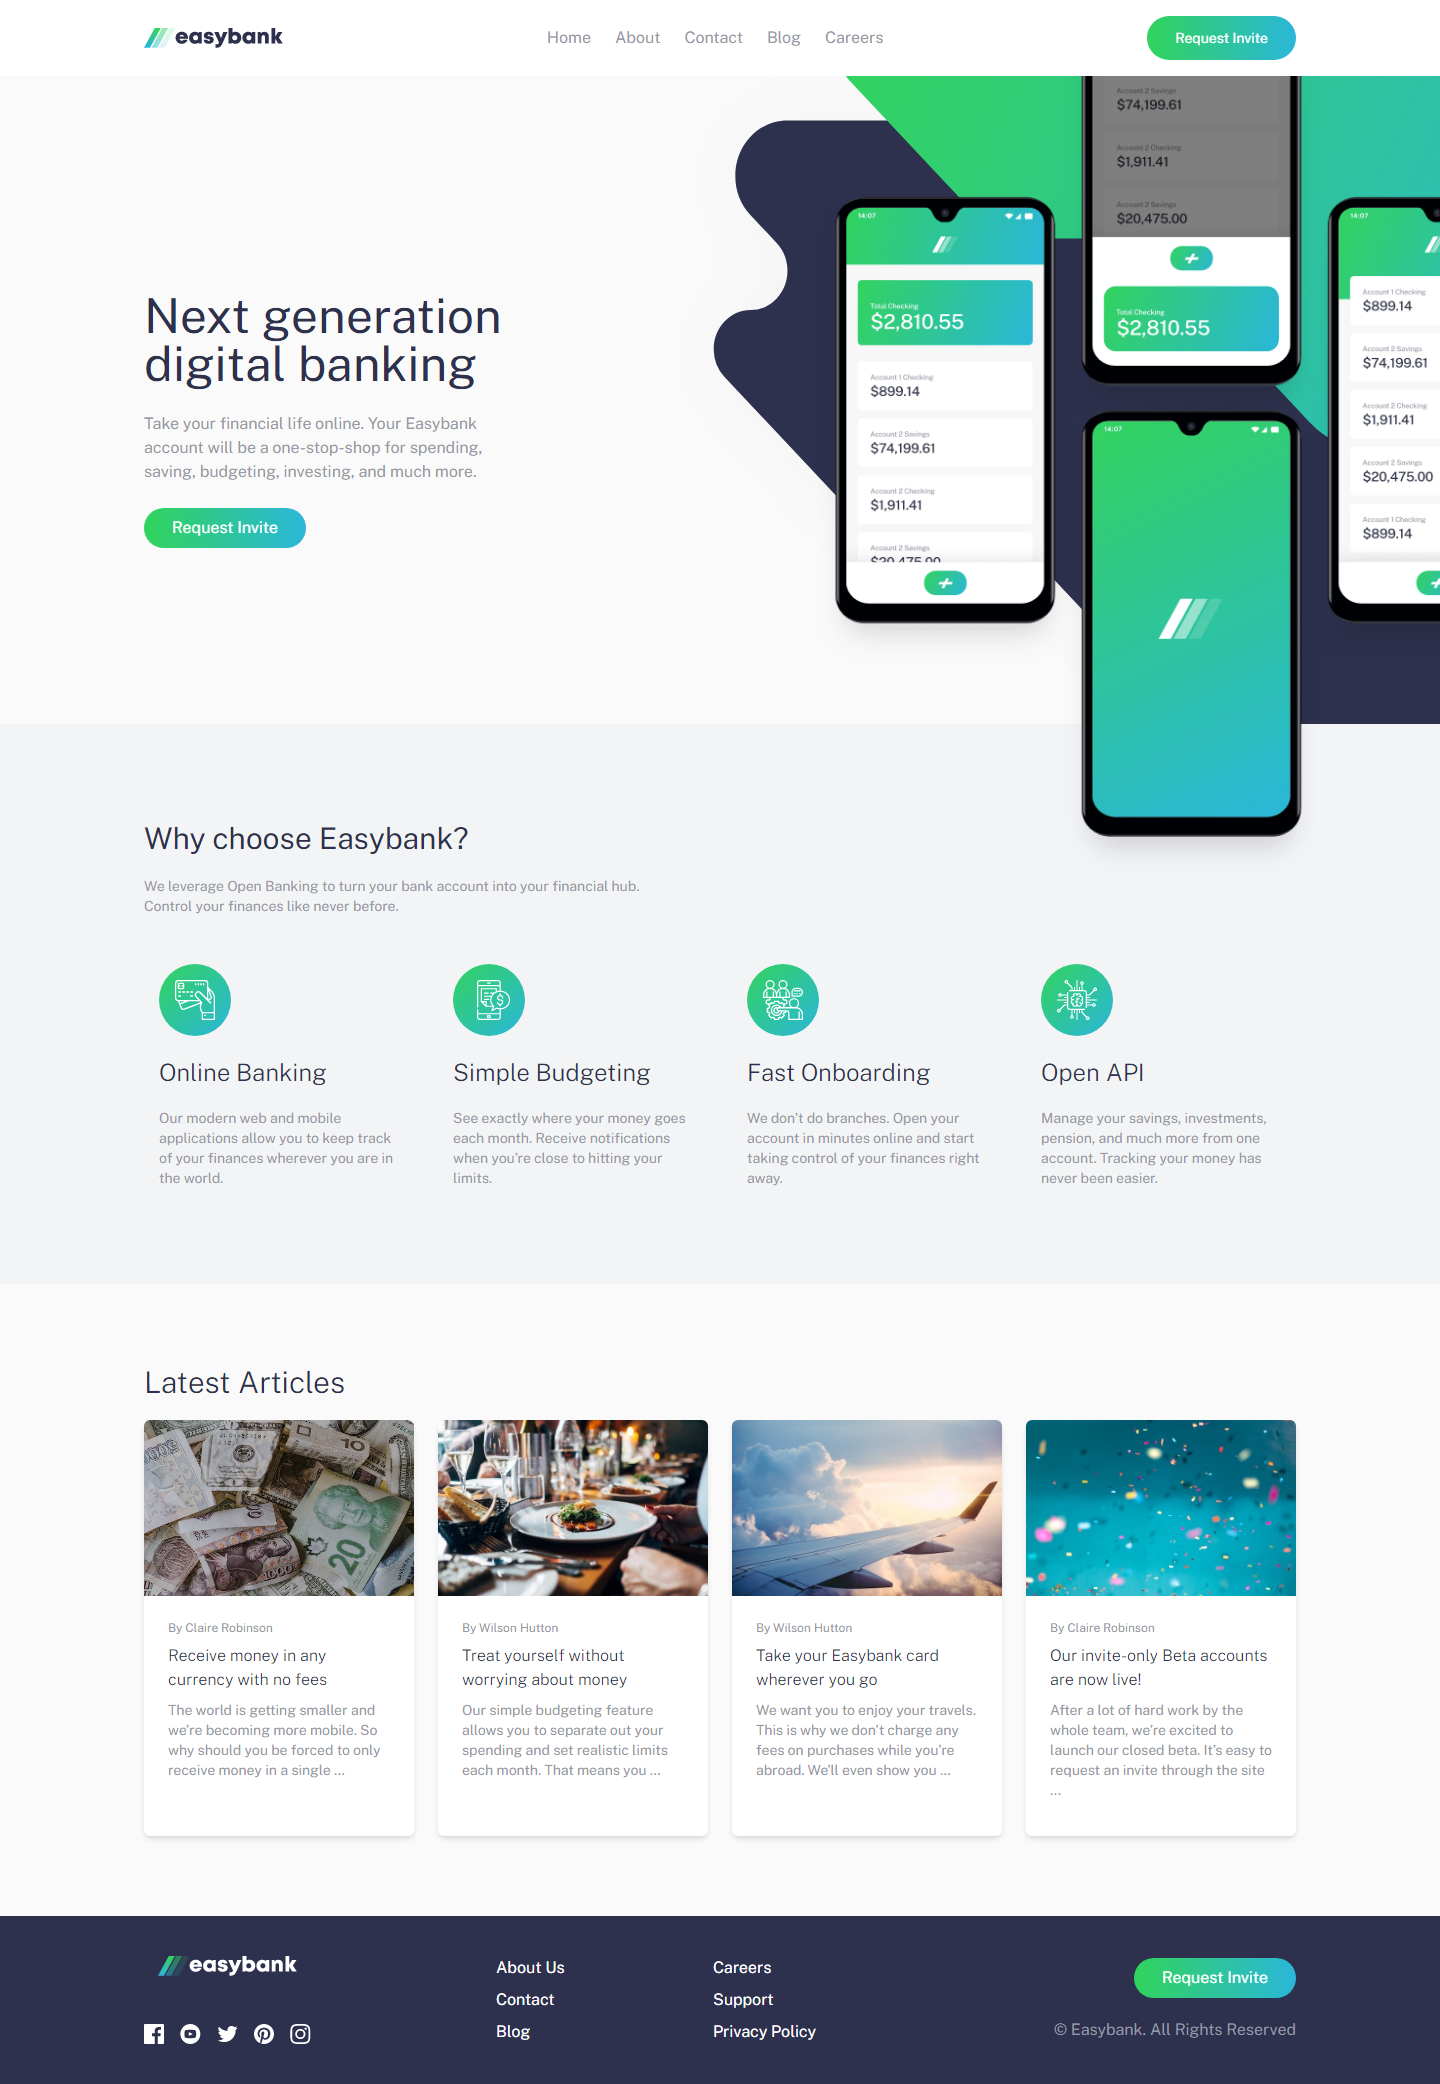 easybank
Home
About
Contact
Blog
Careers
Request Invite
Next generation
digital banking
Take your financial life online. Your Easybank
account will be a one-stop-shop for spending,
saving, budgeting, investing, and much more.
Request Invite
14:07
Total Checking
$2,810.55
Account 1 Checking
$899.14
Account 2 Savings
$74,199.61
Account 2 Checking
$1,911.41
Account 2 Savings
$20,475.00
Account 2 Savings
$74,199.61
Account 2 Checking
$1,911.41
Account 2 Savings
$20,475.00
Total Checking
$2,810.55
14:07
14:07
Account 1 Checking
$899.14
Account 2 Savings
$74,199.61
Account 2 Checking
$1,911.41
Account 2 Savings
$20,475.00
Account 1 Checking
$899.14
Why choose Easybank?
We leverage Open Banking to turn your bank account into your financial hub.
Control your finances like never before.
Online Banking
Our modern web and mobile
applications allow you to keep track
of your finances wherever you are in
the world.
Simple Budgeting
See exactly where your money goes
each month. Receive notifications
when you're close to hitting your
limits.
Fast Onboarding
We don't do branches. Open your
account in minutes online and start
taking control of your finances right
away.
Open API
Manage your savings, investments,
pension, and much more from one
account. Tracking your money has
never been easier.
Latest Articles
10
20
1000
By Claire Robinson
Receive money in any
currency with no fees
The world is getting smaller and
we're becoming more mobile. So
why should you be forced to only
receive money in a single ...
By Wilson Hutton
Treat yourself without
worrying about money
Our simple budgeting feature
allows you to separate out your
spending and set realistic limits
each month. That means you ...
By Wilson Hutton
Take your Easybank card
wherever you go
We want you to enjoy your travels.
This is why we don't charge any
fees on purchases while you're
abroad. We'll even show you ...
By Claire Robinson
Our invite-only Beta accounts
are now live!
After a lot of hard work by the
whole team, we're excited to
launch our closed beta. It's easy to
request an invite through the site
...
easybank
About Us
Contact
Blog
Careers
Support
Privacy Policy
Request Invite
© Easybank. All Rights Reserved